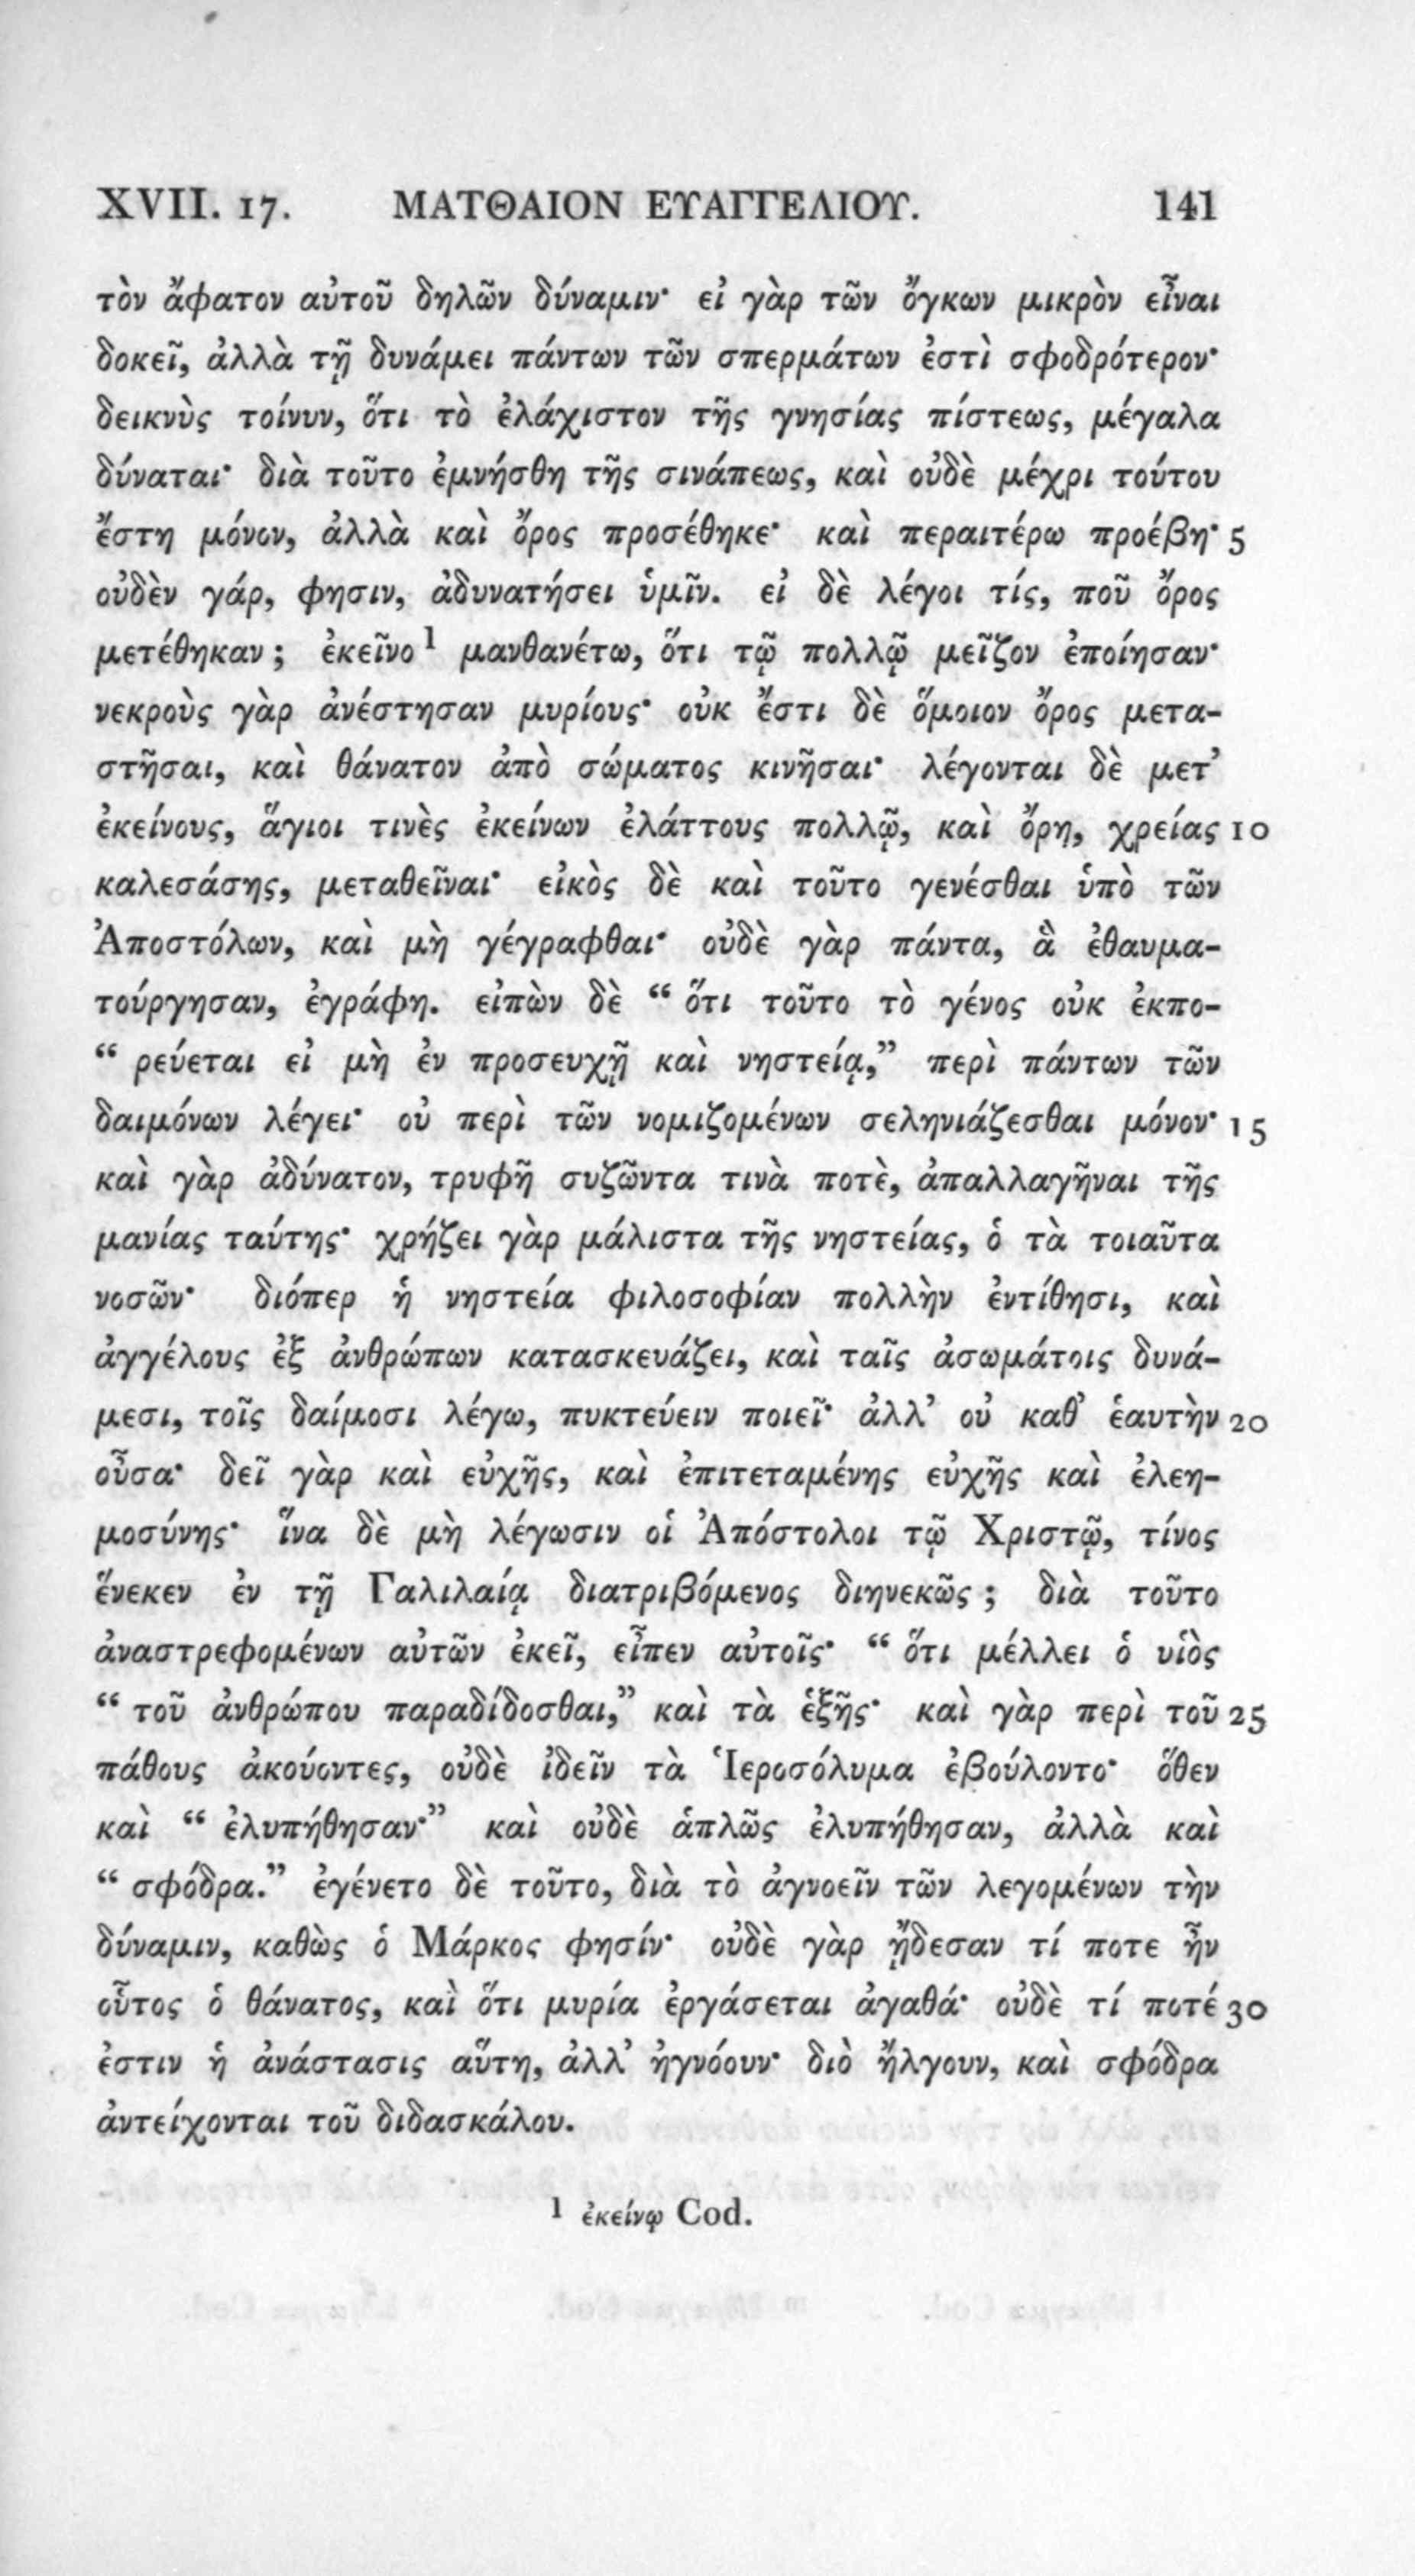 XVII. 17. ΜΑΤΘΑΙΟΝ ΕΥΑΓΓΕΛΙΟΥ. 141
τὸν ἄφατον αὐτοῦ δηλῶν δύναμιν· εἰ γὰρ τῶν ὄγκων μικρὸν εἶναι
δοκεῖ, ἀλλὰ τῇ δυνάμει πάντων τῶν σπερμάτων ἐστὶ σφοδρότερον·
δεικνὺς τοίνυν, ὅτι τὸ ἐλάχιστον τῆς γνησίας πίστεως, μέγαλα
δύναται· διὰ τοῦτο ἐμνήσθη τῆς σινάπεως, καὶ οὐδὲ μέχρι τούτου
ἔστη μόνον, ἀλλὰ καὶ ὄρος προσέθηκε· καὶ περαιτέρω προέβη· 5
οὐδὲν γάρ, φησιν, ἀδυνατήσει ὑμῖν. εἰ δὲ λέγοι τίς, ποῦ ὄρος
μετέθηκαν ; ἐκεῖνο 1 μανθανέτω, ὅτι τῷ πολλῷ μεῖζον ἐποίησαν·
νεκροὺς γὰρ ἀνέστησαν μυρίους· οὐκ ἔστι δὲ ὅμοιον ὄρος μετα-
στῆσαι, καὶ θάνατον ἀπὸ σώματος κινῆσαι· λέγονται δὲ μετ’
ἐκείνους, ἅγιοι τινὲς ἐκείνων ἐλάττους πολλῷ, καὶ ὄρη, χρείας 10
καλεσάσης, μεταθεῖναι· εἰκὸς δὲ καὶ τοῦτο γενέσθαι ὑπὸ τῶν
Ἀποστόλων, καὶ μὴ γέγραφθαι· οὐδὲ γὰρ πάντα, ἃ ἐθαυμα-
τούργησαν, ἐγράφη. εἰπὼν δὲ “ ὅτι τοῦτο τὸ γένος οὐκ ἐκπο-
“ ρεύεται εἰ μὴ ἐν προσευχῇ καὶ νηστείᾳ,” περὶ πάντων τῶν
δαιμόνων λέγει· οὐ περὶ τῶν νομιζομένων σεληνιάζεσθαι μόνον· 15
καὶ γὰρ ἀδύνατον, τρυφῇ συζῶντα τινὰ ποτὲ, ἀπαλλαγῆναι τῆς
μανίας ταύτης· χρήζει γὰρ μάλιστα τῆς νηστείας, ὁ τὰ τοιαῦτα
νοσῶν· διόπερ ἡ νηστεία φιλοσοφίαν πολλὴν ἐντίθησι, καὶ
ἀγγέλους ἐξ ἀνθρώπων κατασκευάζει, καὶ ταῖς ἀσωμάτοις δυνά-
μεσι, τοῖς δαίμοσι λέγω, πυκτεύειν ποιεῖ· ἀλλ’ οὐ καθ’ ἑαυτὴν 20
οὖσα· δεῖ γὰρ καὶ εὐχῆς, καὶ ἐπιτεταμένης εὐχῆς καὶ ἐλεη-
μοσύνης· ἵνα δὲ μὴ λέγωσιν οἱ Ἀπόστολοι τῷ Χριστῷ, τίνος
ἕνεκεν ἐν τῇ Γαλιλαίᾳ διατριβόμενος διηνεκῶς ; διὰ τοῦτο
ἀναστρεφομένων αὐτῶν ἐκεῖ, εἶπεν αὐτοῖς· “ ὅτι μέλλει ὁ υἱὸς
“ τοῦ ἀνθρώπου παραδίδοσθαι,” καὶ τὰ ἑξῆς· καὶ γὰρ περὶ τοῦ 25
πάθους ἀκούοντες, οὐδὲ ἰδεῖν τὰ Ἱεροσόλυμα ἐβούλοντο· ὅθεν
καὶ “ ἐλυπήθησαν·” καὶ οὐδὲ ἁπλῶς ἐλυπήθησαν, ἀλλὰ καὶ
“ σφόδρα.” ἐγένετο δὲ τοῦτο, διὰ τὸ ἀγνοεῖν τῶν λεγομένων τὴν
δύναμιν, καθὼς ὁ Μάρκος φησίν· οὐδὲ γὰρ ᾔδεσαν τί ποτε ἦν
οὗτος ὁ θάνατος, καὶ ὅτι μυρία ἐργάσεται ἀγαθά· οὐδὲ τί ποτέ 30
ἐστιν ἡ ἀνάστασις αὕτη, ἀλλ’ ἠγνόουν· διὸ ἤλγουν, καὶ σφόδρα
ἀντείχονται τοῦ διδασκάλου.
1 ἐκείνῳ Cod.